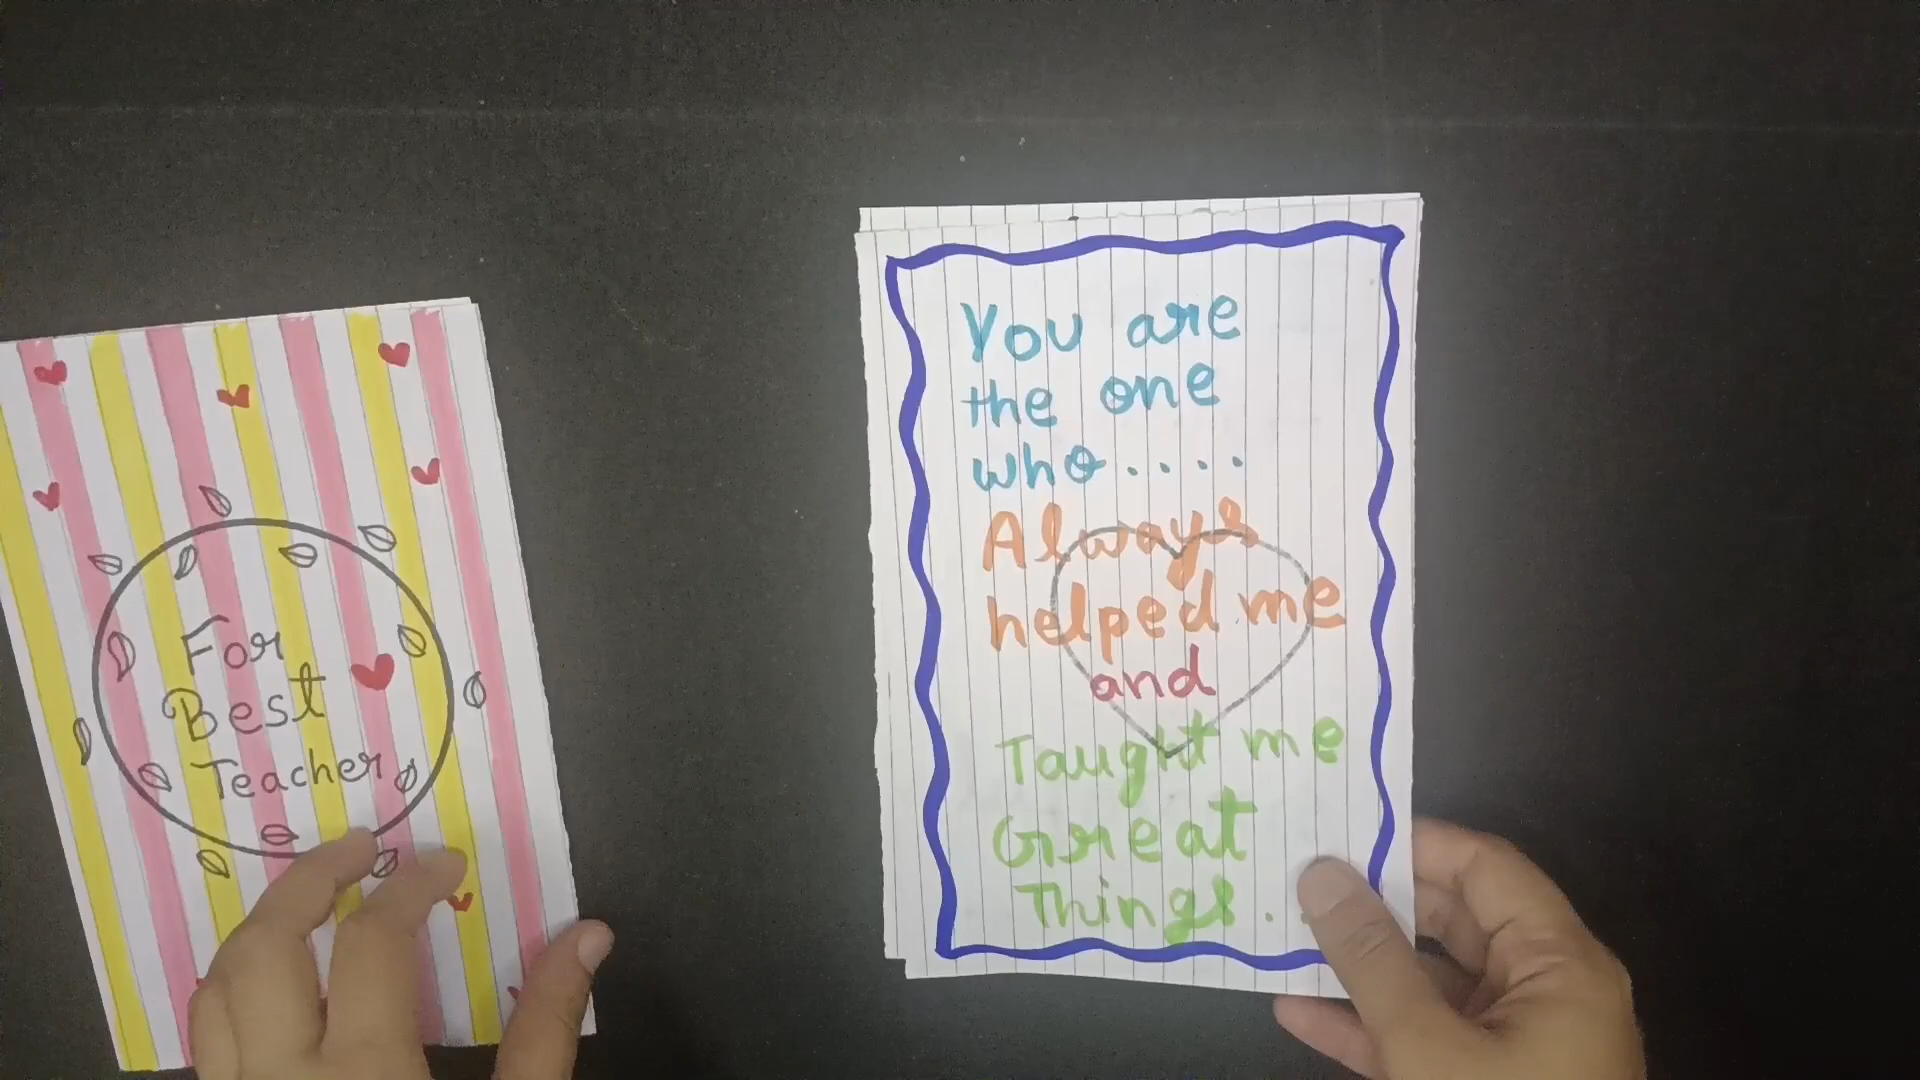 For
Best
Teacher
You are
the one
who....
Always
helped me
and
Taught me
Great
Things..